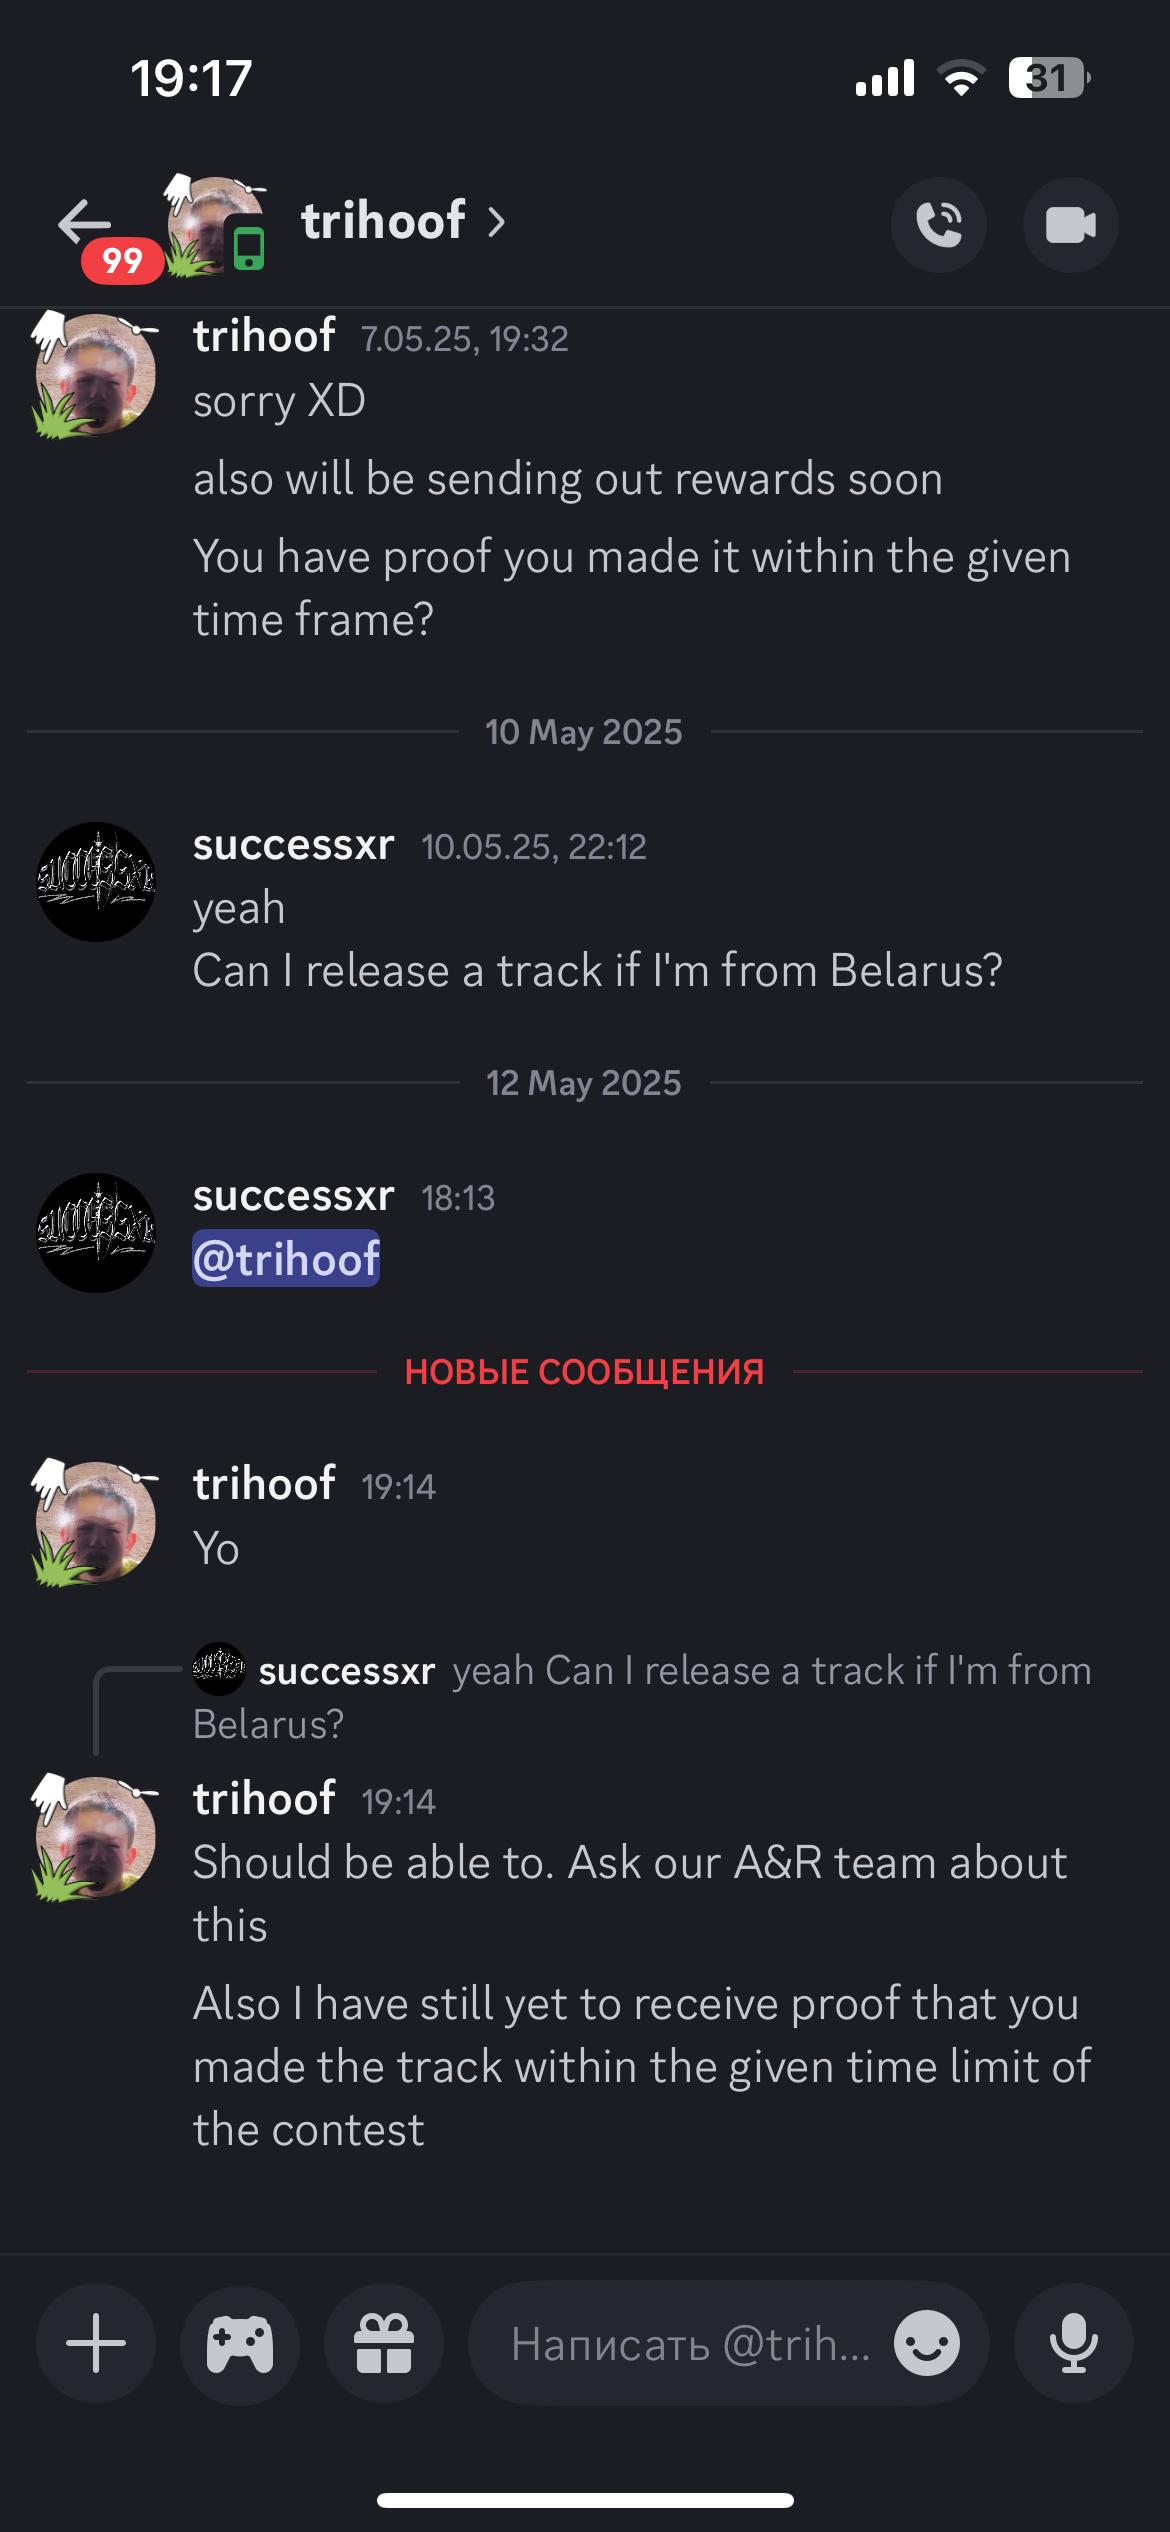 19:17
31
99
trihoof
trihoof 7.05.25, 19:32
sorry XD
also will be sending out rewards soon
You have proof you made it within the given
time frame?
10 May 2025
successxr 10.05.25, 22:12
yeah
Can I release a track if I'm from Belarus?
12 May 2025
successxr 18:13
@trihoof
НОВЫЕ СООБЩЕНИЯ
trihoof 19:14
Yo
successxr yeah Can I release a track if I'm from
Belarus?
trihoof 19:14
Should be able to. Ask our A&R team about
this
Also I have still yet to receive proof that you
made the track within the given time limit of
the contest
Написать @trih...